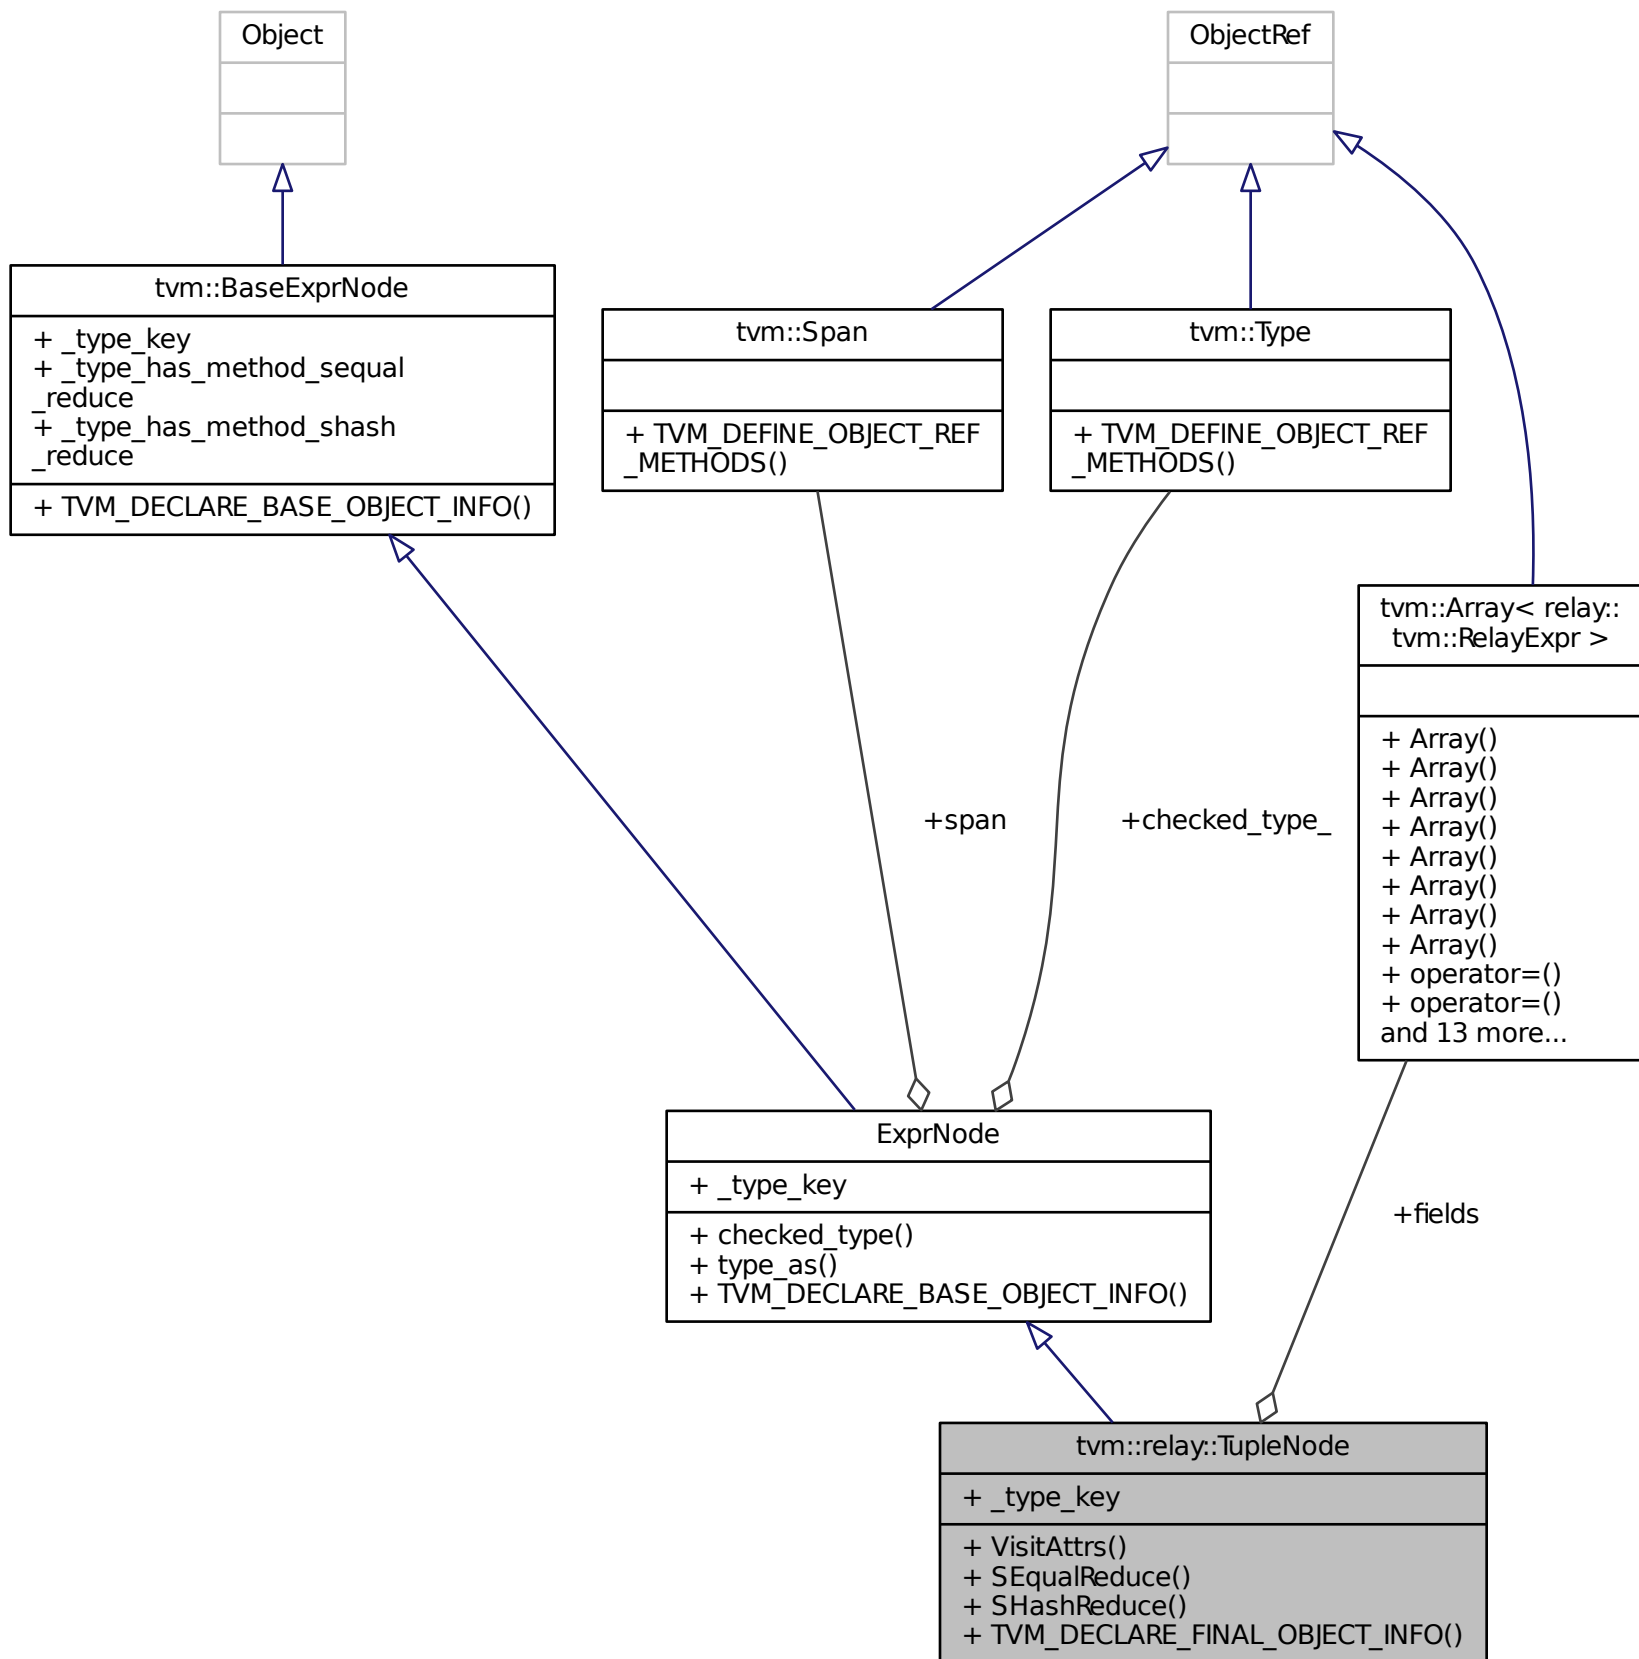 Object
ObjectRef
tvm::BaseExprNode
+ _type_key
+ _type_has_method_sequal
_reduce
+ _type_has_method_shash
_reduce
+ TVM_DECLARE_BASE_OBJECT_INFO()
tvm::Span
+ TVM_DEFINE_OBJECT_REF
_METHODS()
tvm::Type
+ TVM_DEFINE_OBJECT_REF
_METHODS()
tvm::Array< relay::
tvm::RelayExpr >
+ Array()
+ Array()
+ Array()
+ Array()
+ Array()
+ Array()
+ Array()
+ Array()
+ operator=()
+ operator=()
and 13 more...
+span
+checked_type_
ExprNode
+ _type_key
+ checked_type()
+ type_as()
+ TVM_DECLARE_BASE_OBJECT_INFO()
+fields
tvm::relay::TupleNode
+ _type_key
+ VisitAttrs()
+ SEqualReduce()
+ SHashReduce()
+ TVM_DECLARE_FINAL_OBJECT_INFO()